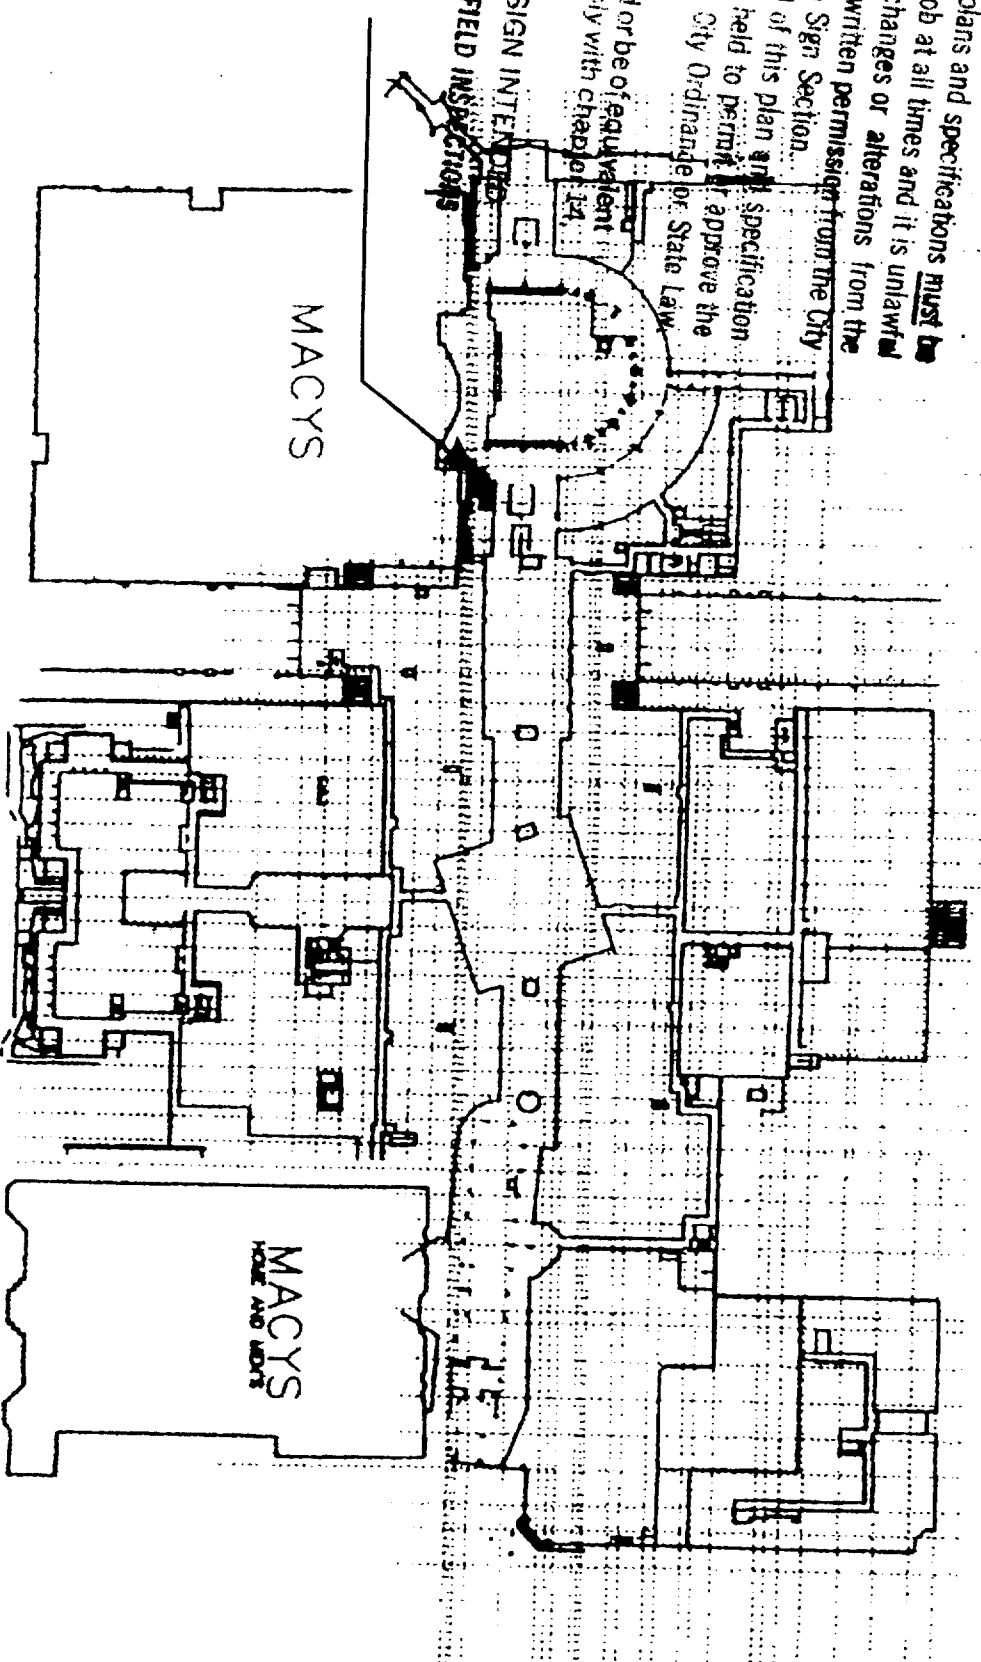 plans and specifications must be
ob at all times and it is unlawful
changes or alterations from the
written permission from the City
Sign Section.
of this plan and specification
held to permit or approve the
City Ordinance or State Law.
or be of equivalent
ly with chapter 14,
SIGN INTENDED
FIELD INSPECTIONS
MACYS
MACYS
HOME AND MEN'S